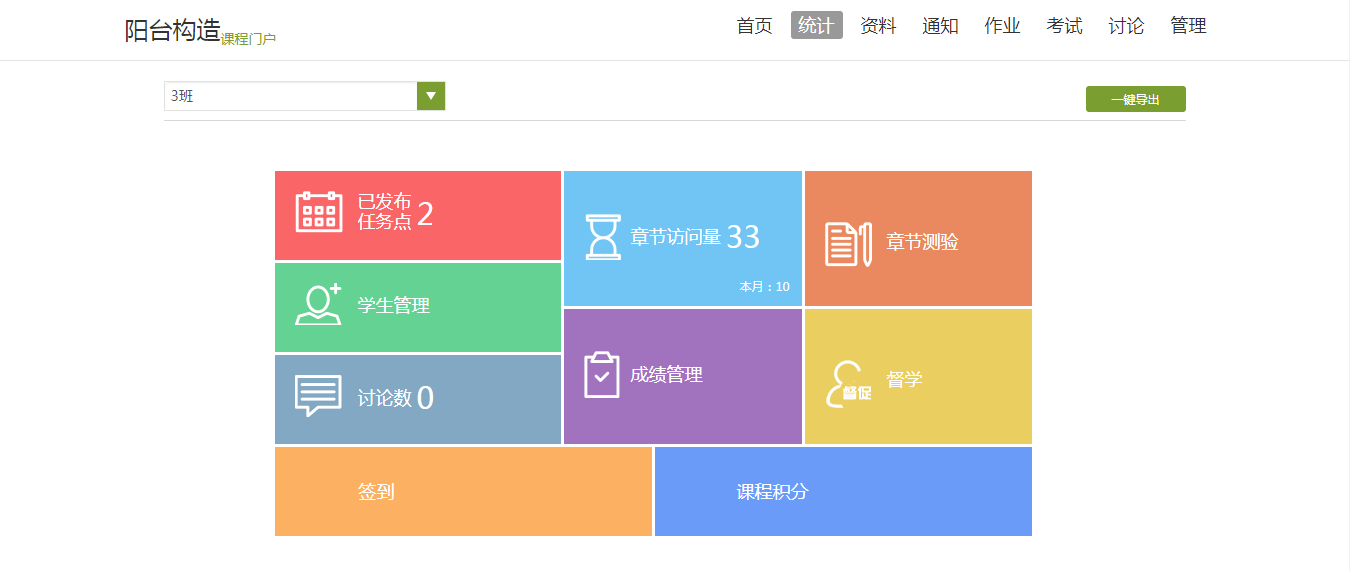 阳台构造课程门户
首页 统计 资料 通知 作业 考试 讨论 管理
3班
一键导出
已发布
任务点 2
章节访问量 33
本月：10
章节测验
学生管理
成绩管理
督促
督学
讨论数 0
签到
课程积分